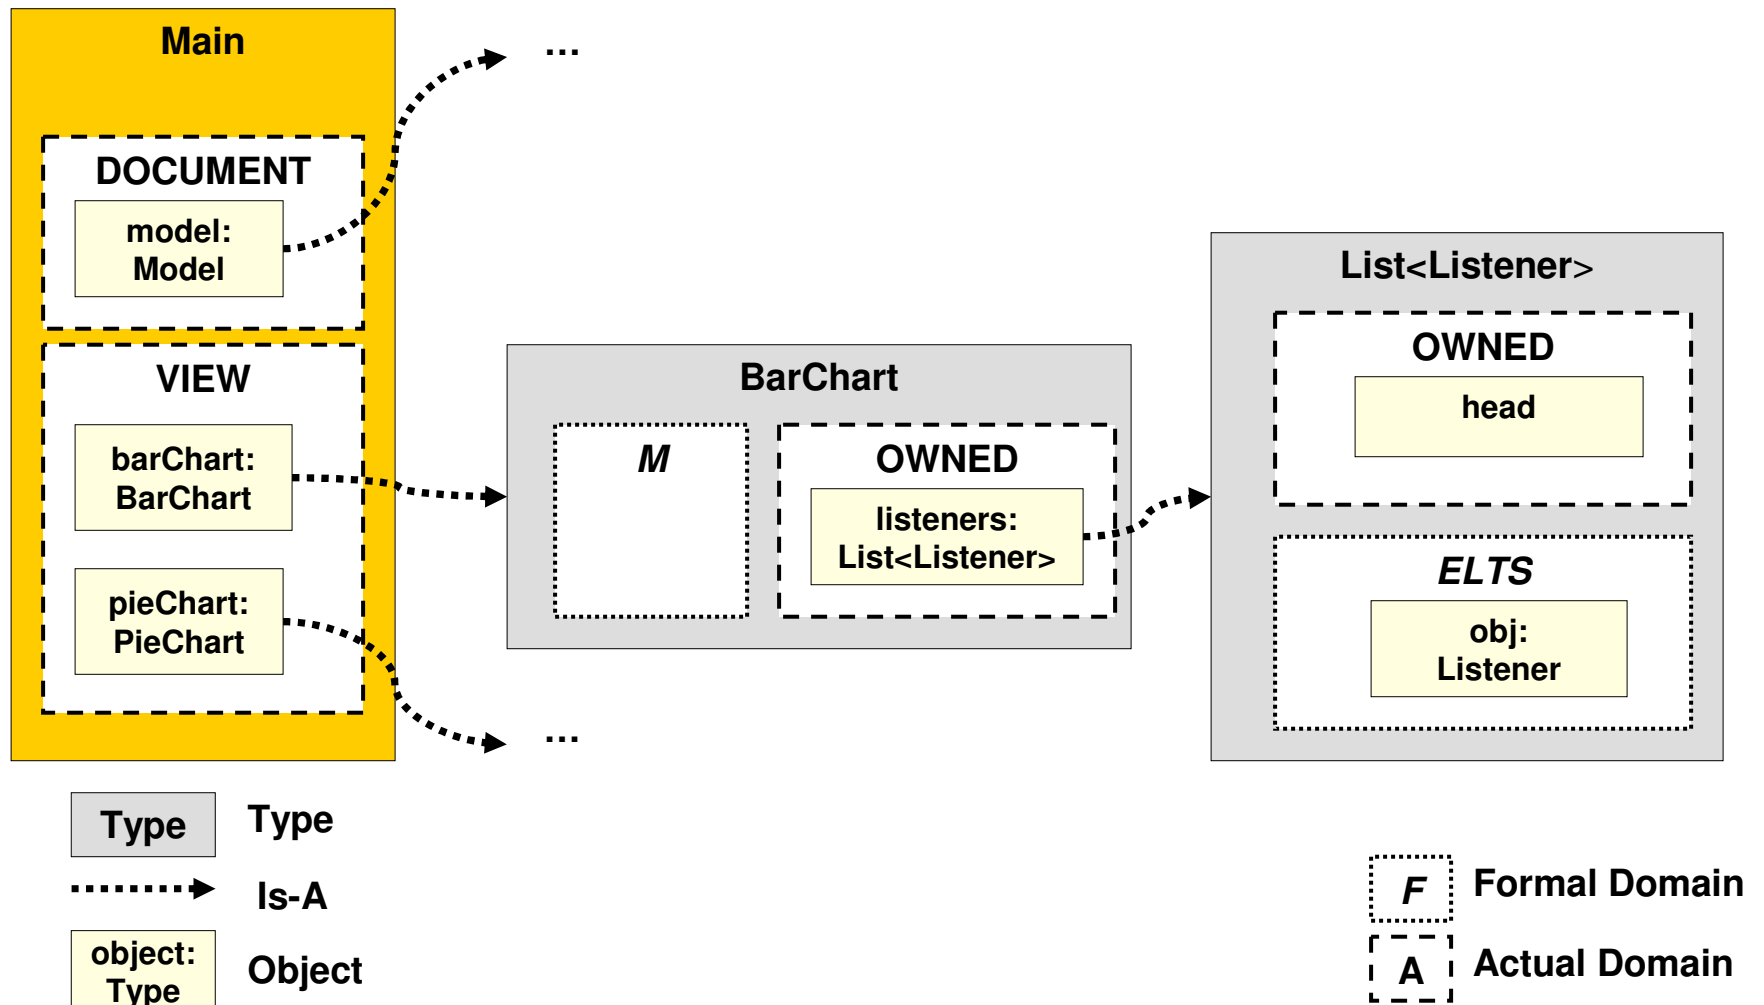 Main
...
DOCUMENT
model:
Model
VIEW
barChart:
BarChart
pieChart:
PieChart
...
BarChart
M
OWNED
listeners:
List<Listener>
List<Listener>
OWNED
head
ELTS
obj:
Listener
Type
Type
Is-A
object:
Type
Object
F
Formal Domain
A
Actual Domain